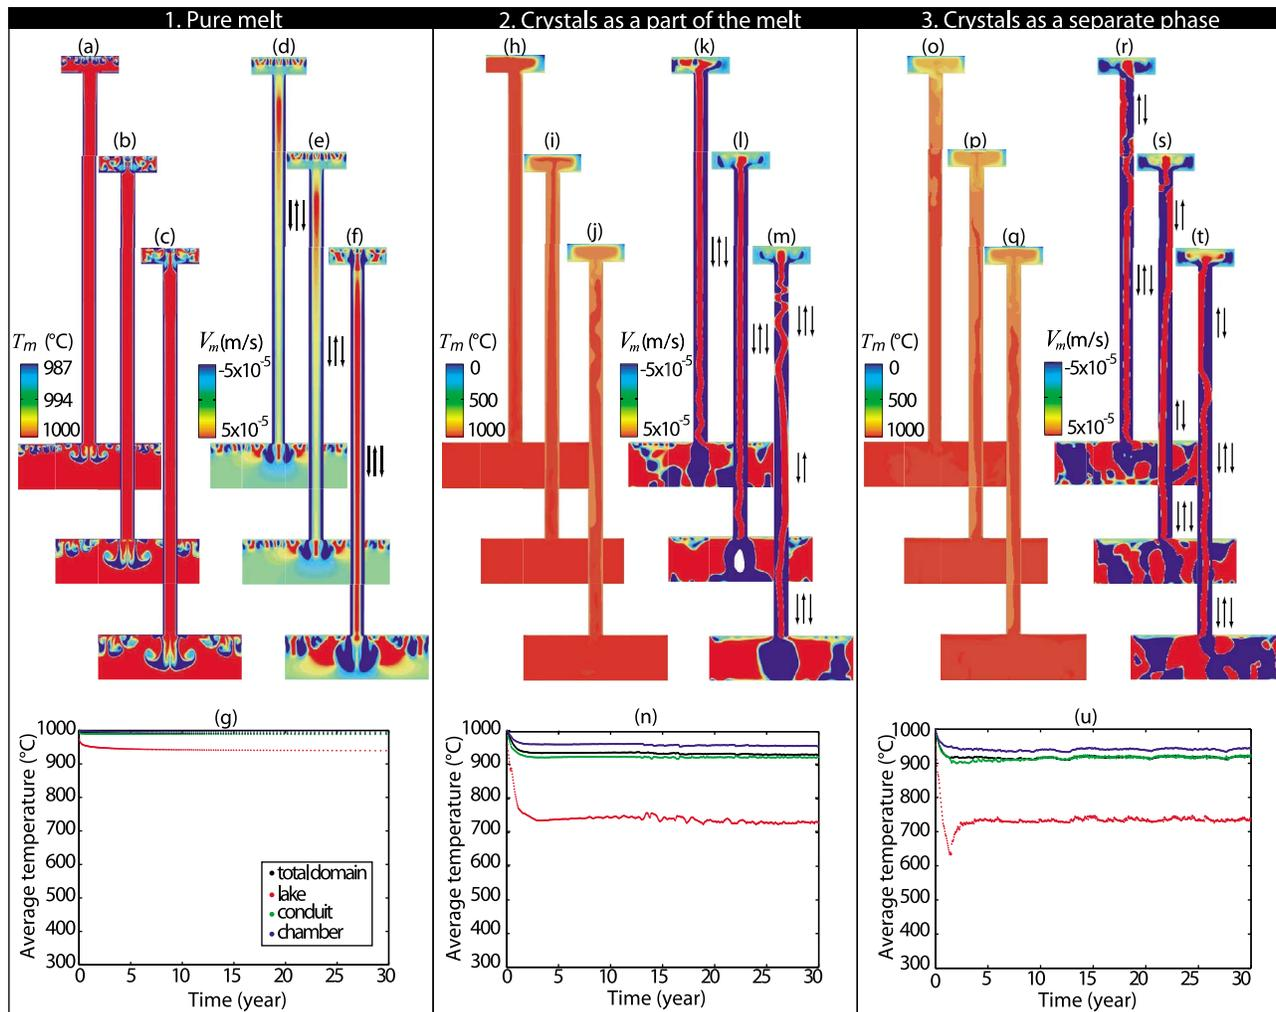 1. Pure melt
2. Crystals as a part of the melt
3. Crystals as a separate phase
(a)
(b)
(c)
(d)
(e)
(f)
Tm (°C)
987
994
1000
Vm(m/s)
-5x10-5
5x10-5
(g)
1000
900
800
700
600
500
400
300
Average temperature (°C)
total domain
lake
conduit
chamber
0 5 10 15 20 25 30
Time (year)
(h)
(i)
(j)
(k)
(l)
(m)
Tm (°C)
0
500
1000
Vm(m/s)
-5x10-5
5x10-5
(n)
1000
900
800
700
600
500
400
300
Average temperature (°C)
0 5 10 15 20 25 30
Time (year)
(o)
(p)
(q)
(r)
(s)
(t)
Tm (°C)
0
500
1000
Vm(m/s)
-5x10-5
5x10-5
(u)
1000
900
800
700
600
500
400
300
Average temperature (°C)
0 5 10 15 20 25 30
Time (year)